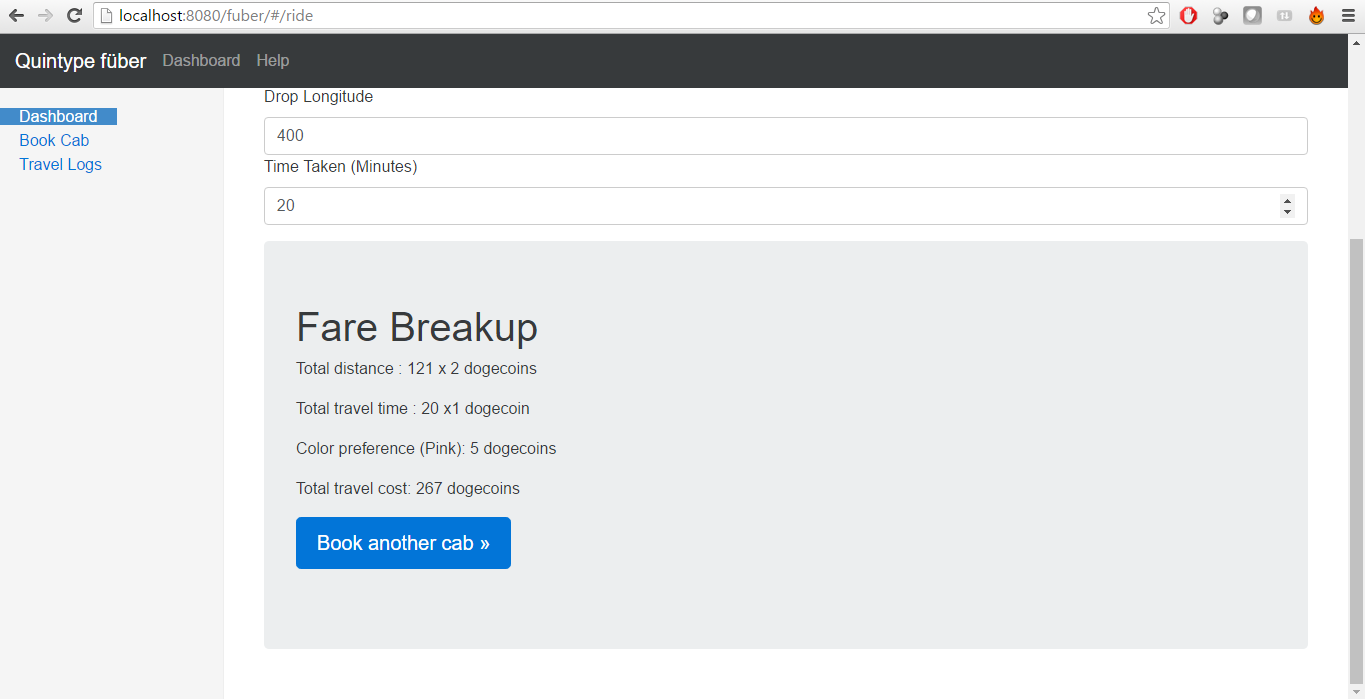 localhost:8080/fuber/#/ride
Quintype füber Dashboard Help
Dashboard
Book Cab
Travel Logs
Drop Longitude
400
Time Taken (Minutes)
20
Fare Breakup
Total distance : 121 x 2 dogecoins
Total travel time : 20 x1 dogecoin
Color preference (Pink): 5 dogecoins
Total travel cost: 267 dogecoins
Book another cab »